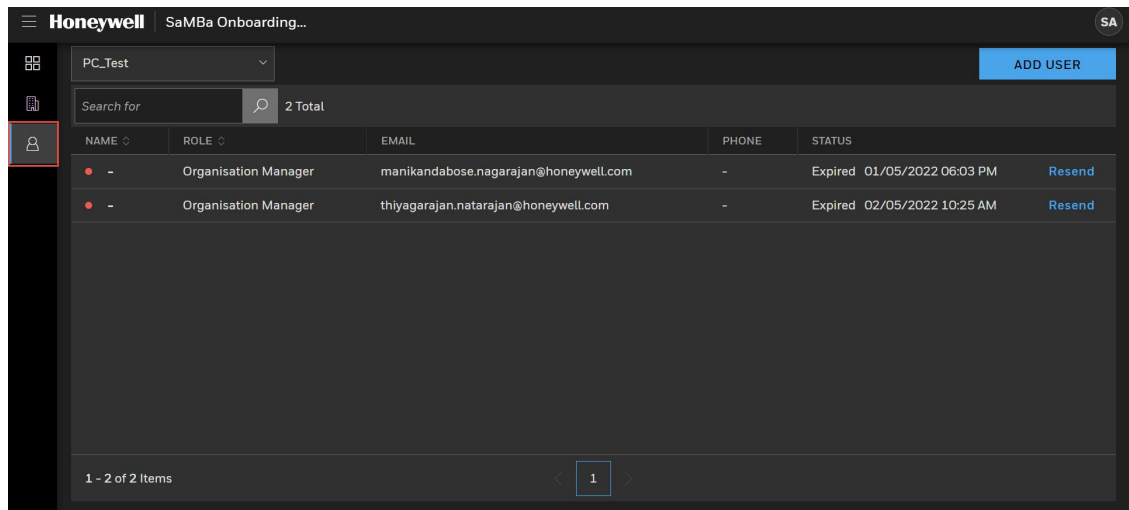 Honeywell SaMBa Onboarding... SA
PC_Test ADD USER
Search for 2 Total
NAME ROLE EMAIL PHONE STATUS
- Organisation Manager manikandabose.nagarajan@honeywell.com - Expired 01/05/2022 06:03 PM Resend
- Organisation Manager thiyagarajan.natarajan@honeywell.com - Expired 02/05/2022 10:25 AM Resend
1 - 2 of 2 Items 1